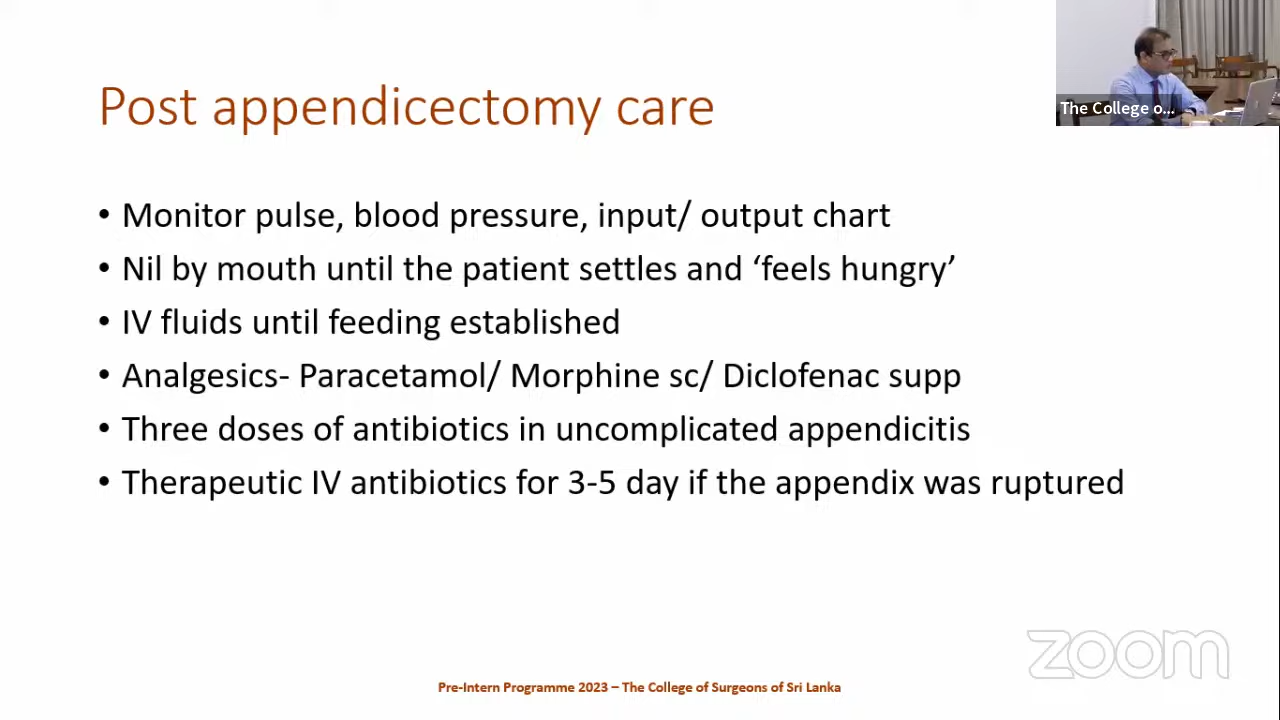 The College o...
Post appendicectomy care
• Monitor pulse, blood pressure, input/ output chart
• Nil by mouth until the patient settles and ‘feels hungry’
• IV fluids until feeding established
• Analgesics- Paracetamol/ Morphine sc/ Diclofenac supp
• Three doses of antibiotics in uncomplicated appendicitis
• Therapeutic IV antibiotics for 3-5 day if the appendix was ruptured
zoom
Pre-Intern Programme 2023 – The College of Surgeons of Sri Lanka